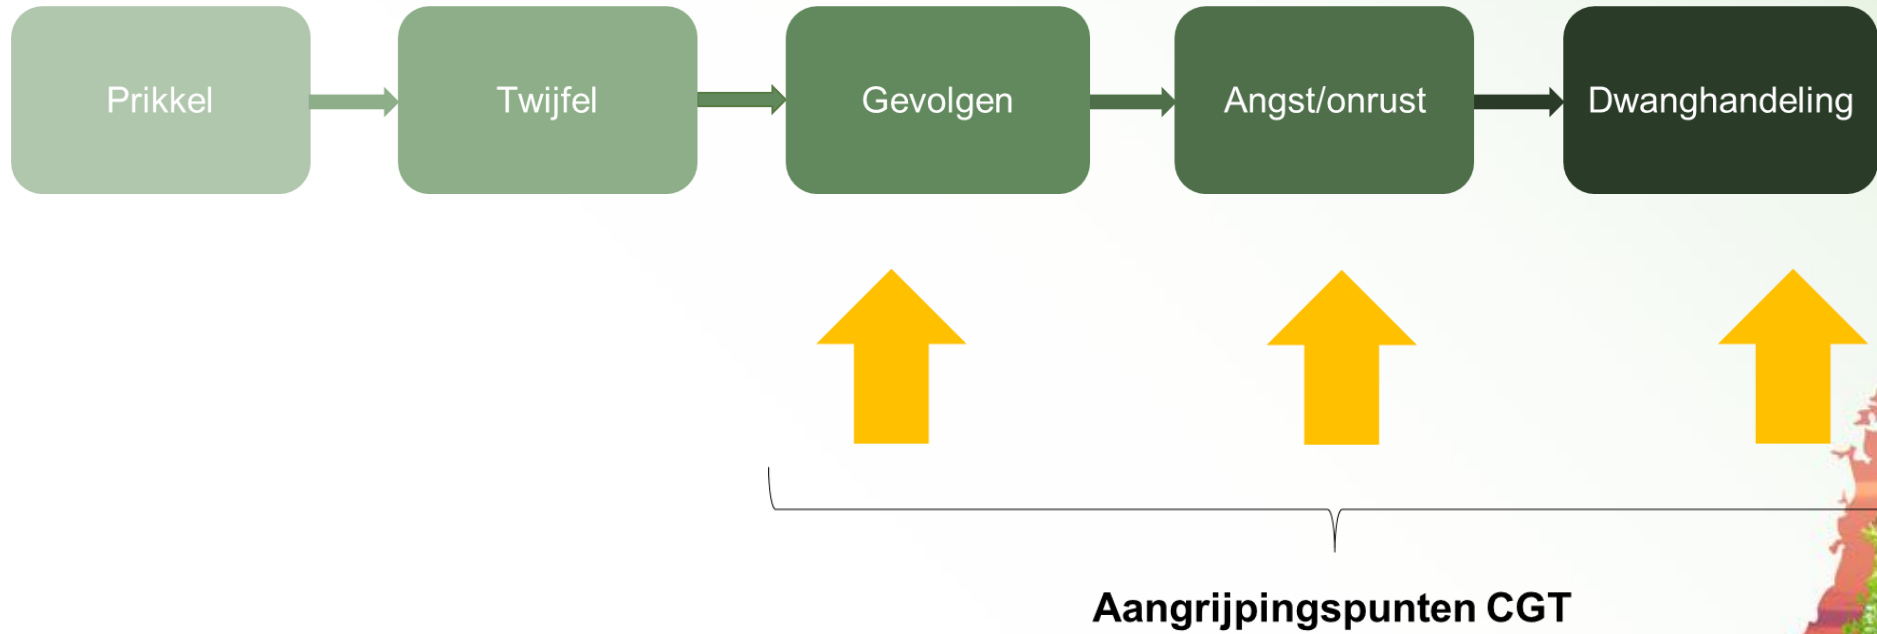 Prikkel
Twijfel
Gevolgen
Angst/onrust
Dwanghandeling
Aangrijpingspunten CGT